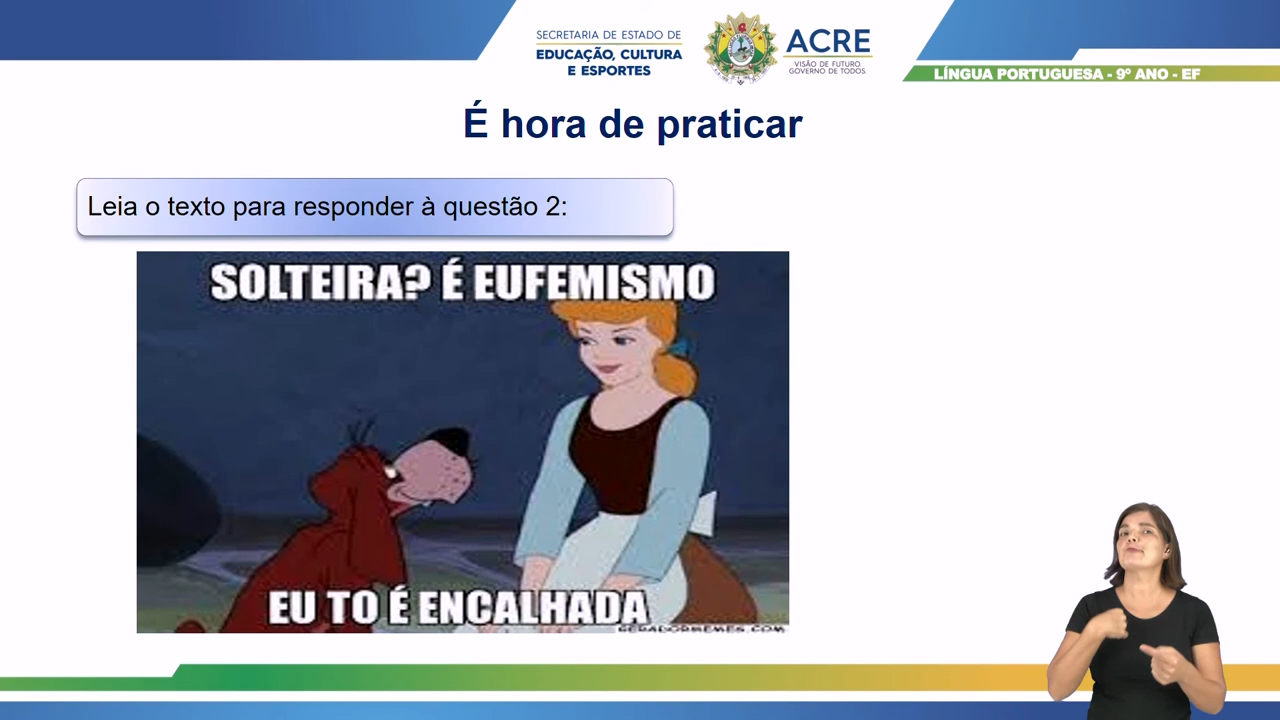 SECRETARIA DE ESTADO DE
EDUCAÇÃO, CULTURA
E ESPORTES
ACRE
VISÃO DE FUTURO.
GOVERNO DE TODOS.
LÍNGUA PORTUGUESA - 9º ANO - EF
É hora de praticar
Leia o texto para responder à questão 2:
SOLTEIRA? É EUFEMISMO
EU TO É ENCALHADA
GERADORMEMES.COM